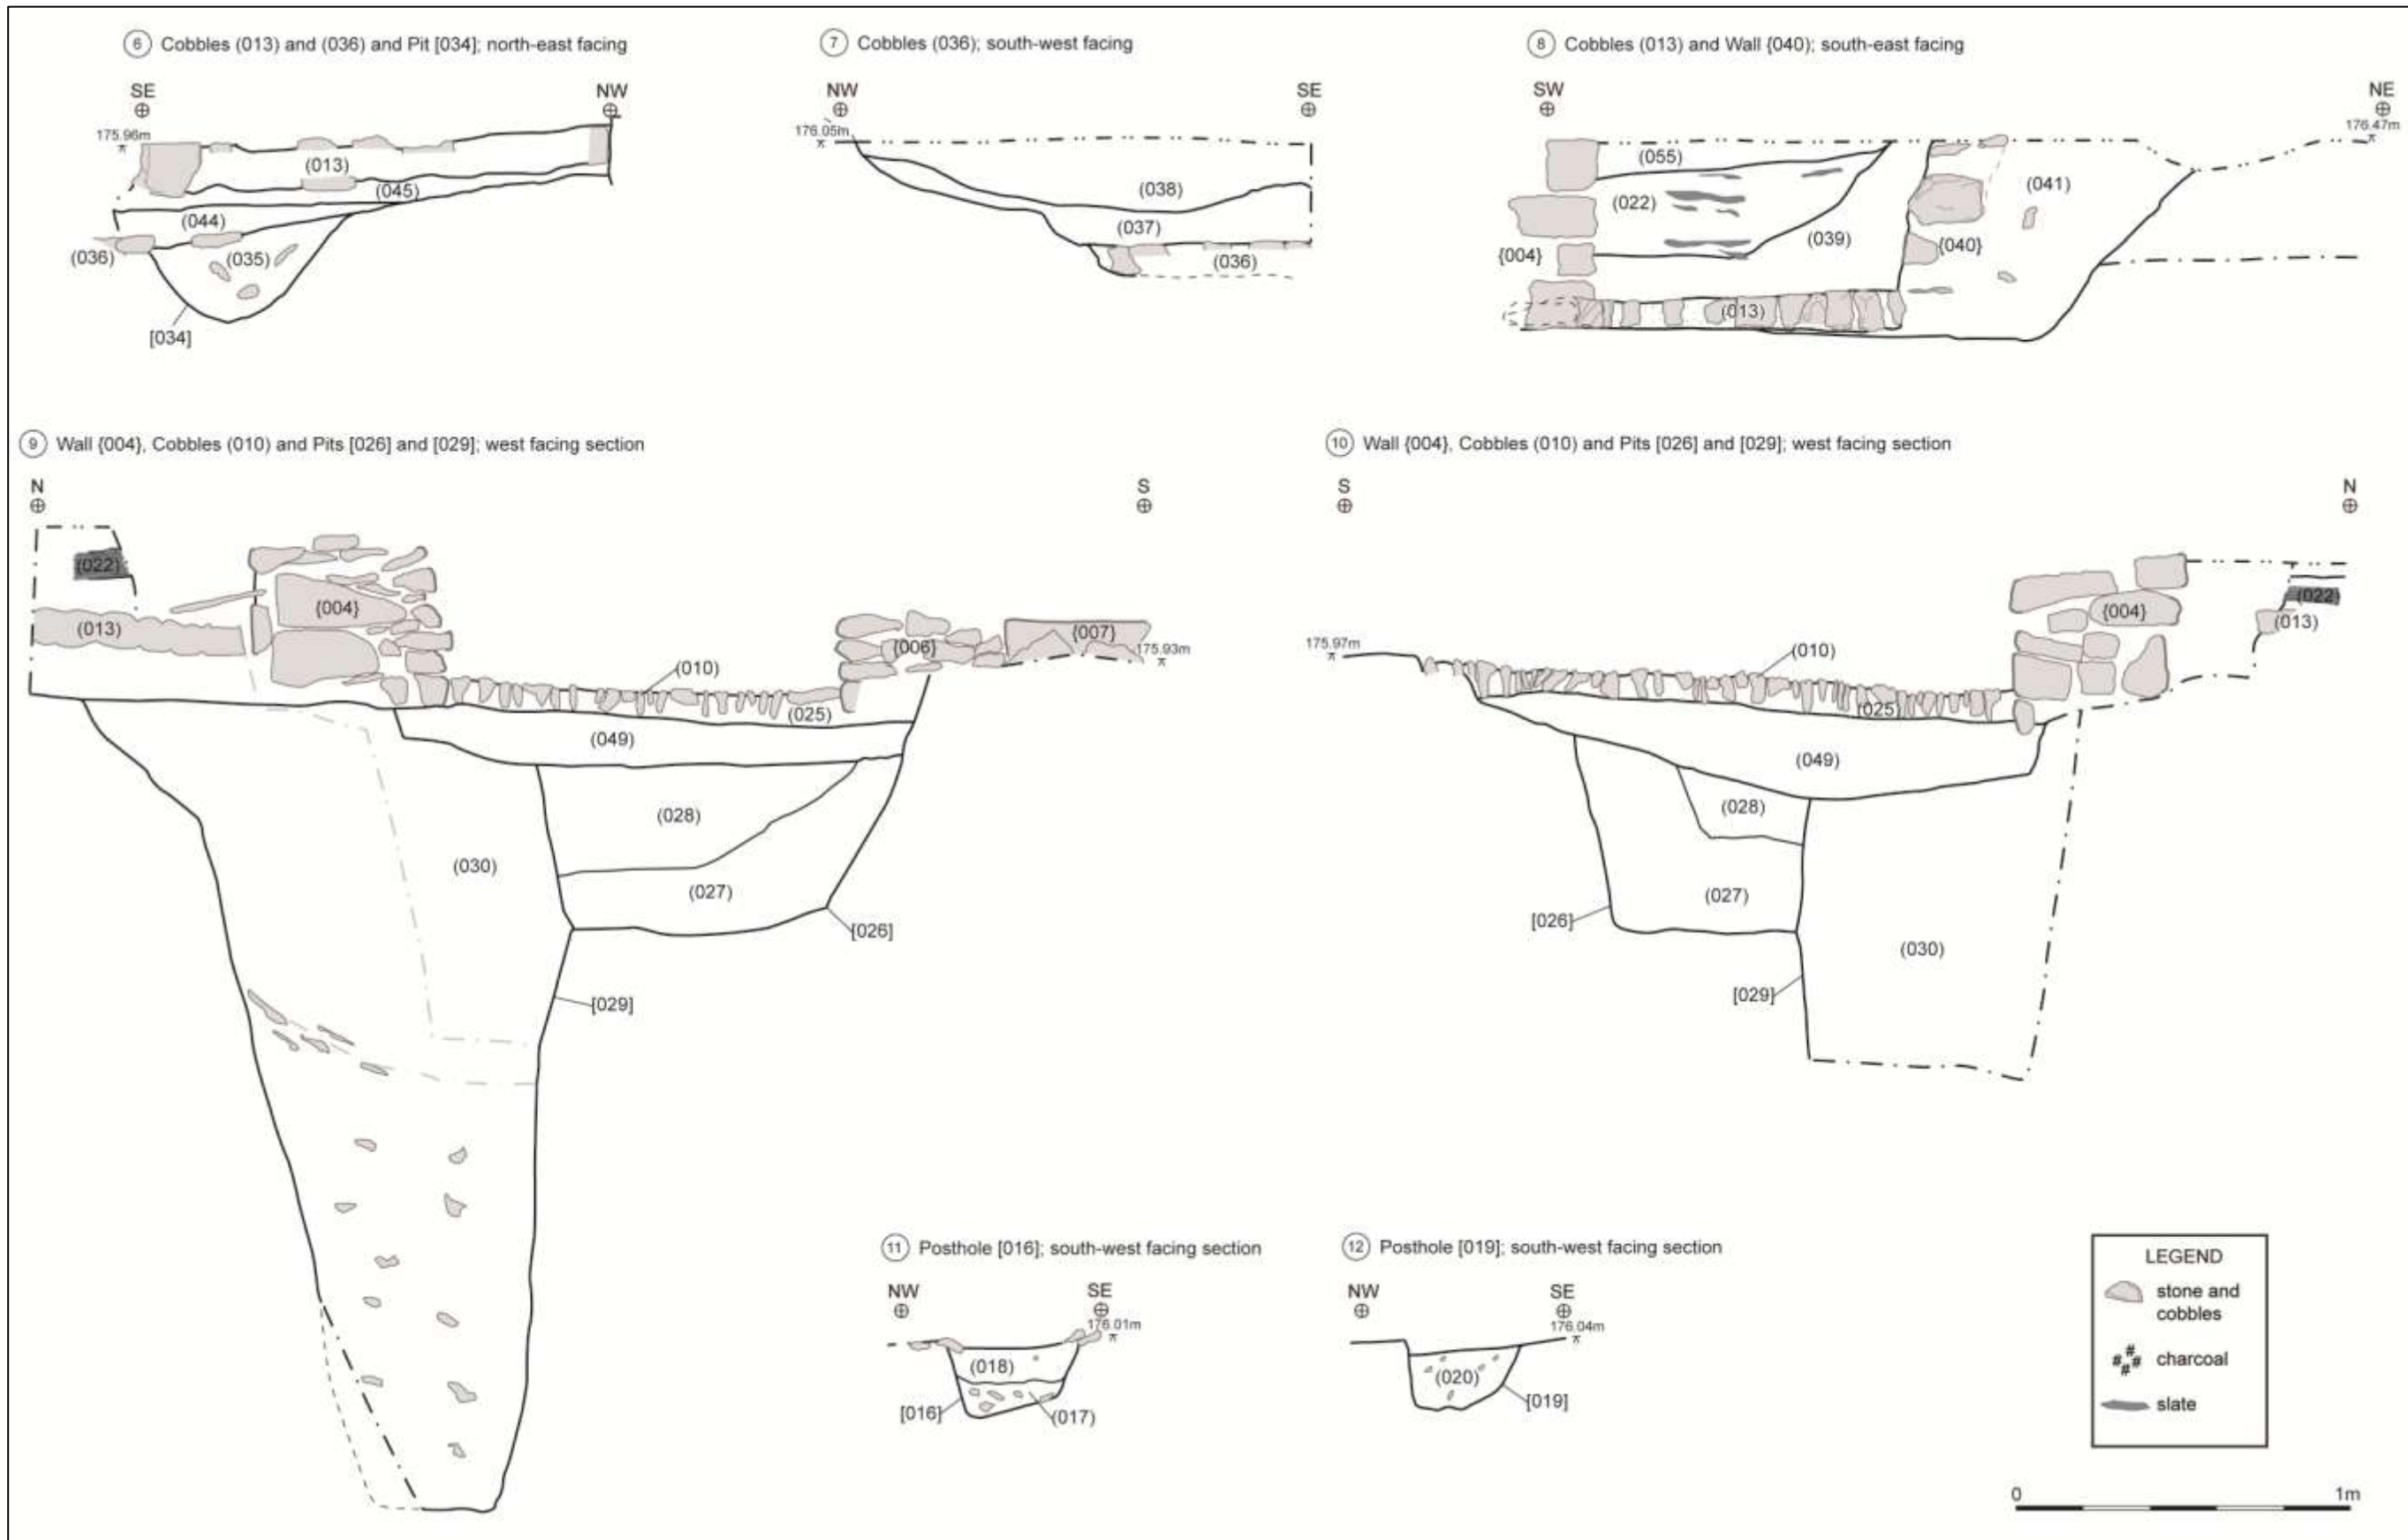 6 Cobbles (013) and (036) and Pit [034]; north-east facing
SE
NW
175.96m
(013)
(045)
(044)
(036)
(035)
[034]
7 Cobbles (036); south-west facing
NW
SE
176.05m
(038)
(037)
(036)
8 Cobbles (013) and Wall {040}; south-east facing
SW
NE
176.47m
(055)
(041)
(022)
(039)
{040}
{004}
(013)
9 Wall {004}, Cobbles (010) and Pits [026] and [029]; west facing section
N
S
(022)
{004}
(013)
{007}
{006}
175.93m
(010)
(025)
(049)
(028)
(030)
(027)
[026]
[029]
10 Wall {004}, Cobbles (010) and Pits [026] and [029]; west facing section
S
N
(022)
{004}
(013)
175.97m
(010)
(025)
(049)
(028)
(027)
[026]
(030)
[029]
11 Posthole [016]; south-west facing section
NW
SE
176.01m
(018)
[016]
(017)
12 Posthole [019]; south-west facing section
NW
SE
176.04m
(020)
[019]
LEGEND
stone and
cobbles
charcoal
slate
0 1m